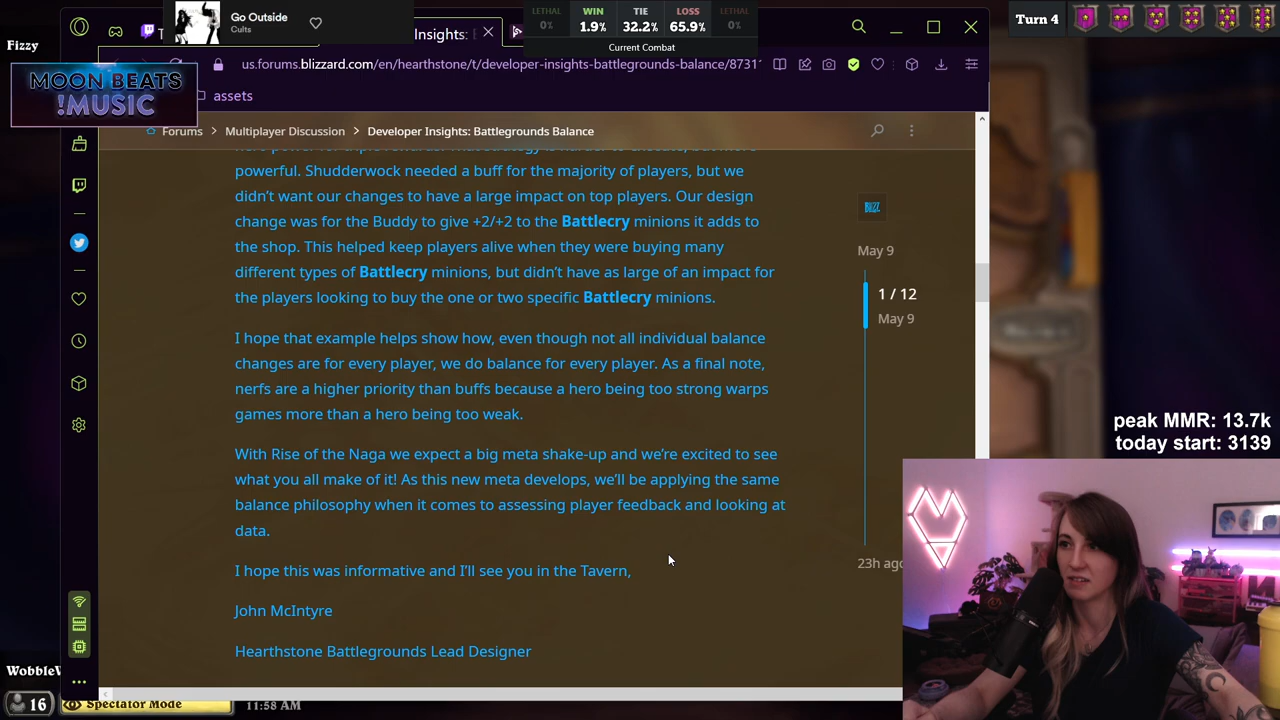 Fizzy
Go Outside
Cults
Insights:
LETHAL
0%
WIN
1.9%
TIE
32.2%
LOSS
65.9%
LETHAL
0%
Current Combat
Turn 4
us.forums.blizzard.com/en/hearthstone/t/developer-insights-battlegrounds-balance/8731
MOON BEATS
!MUSIC
assets
Forums > Multiplayer Discussion > Developer Insights: Battlegrounds Balance
powerful. Shudderwock needed a buff for the majority of players, but we
didn't want our changes to have a large impact on top players. Our design
change was for the Buddy to give +2/+2 to the Battlecry minions it adds to
the shop. This helped keep players alive when they were buying many
different types of Battlecry minions, but didn't have as large of an impact for
the players looking to buy the one or two specific Battlecry minions.
I hope that example helps show how, even though not all individual balance
changes are for every player, we do balance for every player. As a final note,
nerfs are a higher priority than buffs because a hero being too strong warps
games more than a hero being too weak.
With Rise of the Naga we expect a big meta shake-up and we're excited to see
what you all make of it! As this new meta develops, we'll be applying the same
balance philosophy when it comes to assessing player feedback and looking at
data.
I hope this was informative and I'll see you in the Tavern,
John McIntyre
Hearthstone Battlegrounds Lead Designer
BLIZZ
May 9
1 / 12
May 9
23h ago
peak MMR: 13.7k
today start: 3139
16
Spectator Mode
11:58 AM